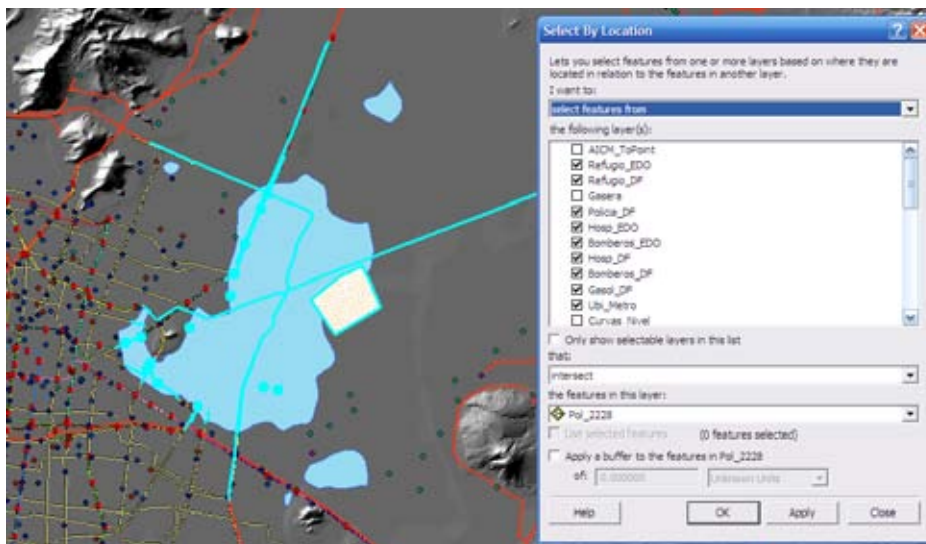 Select By Location
Lets you select features from one or more layers based on where they are
located in relation to the features in another layer.
I want to:
select features from
the following layer(s):
AICM_ToPoint
Refugio_EDO
Refugio_DF
Gasera
Policia_DF
Hosp_EDO
Bomberos_EDO
Hosp_DF
Bomberos_DF
Gasol_DF
Ubi_Metro
Curvas_Nivel
Only show selectable layers in this list
that:
intersect
the features in this layer:
Pol_2228
Use selected features (0 features selected)
Apply a buffer to the features in Pol_2228
of: 0.000000 Unknown Units
Help OK Apply Close